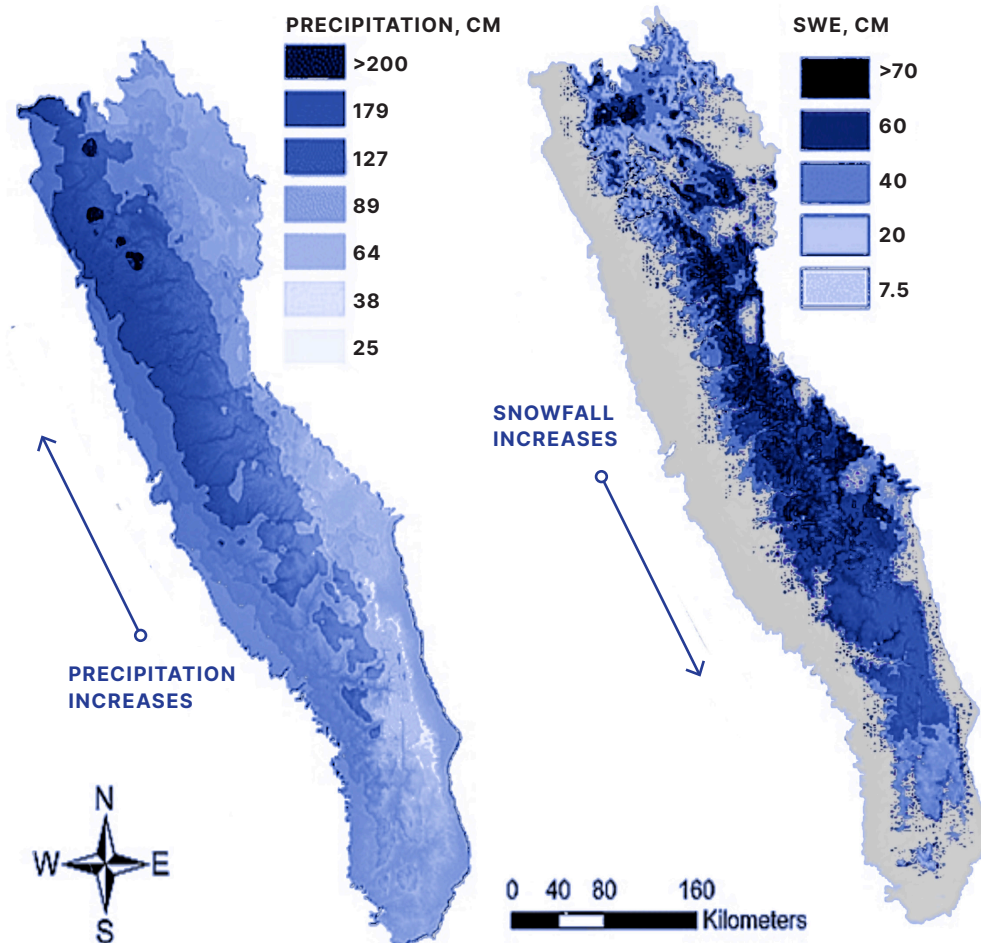 PRECIPITATION, CM
>200
179
127
89
64
38
25
PRECIPITATION
INCREASES
N
W E
S
SWE, CM
>70
60
40
20
7.5
SNOWFALL
INCREASES
0 40 80 160
Kilometers